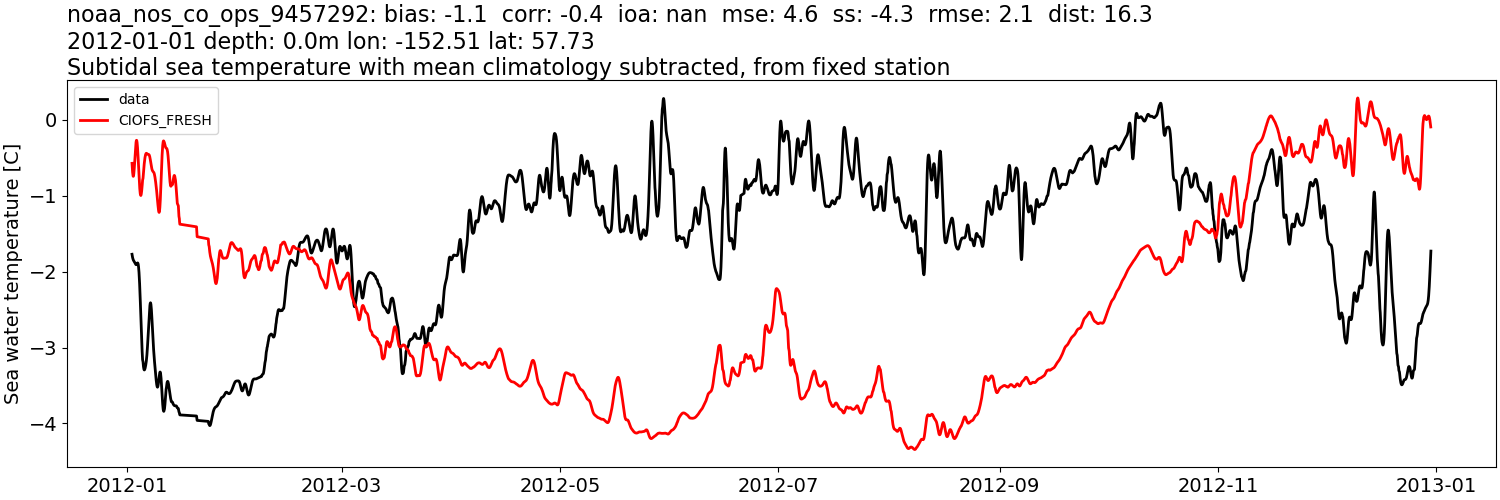 noaa_nos_co_ops_9457292: bias: -1.1  corr: -0.4  ioa: nan  mse: 4.6  ss: -4.3  rmse: 2.1  dist: 16.3
2012-01-01 depth: 0.0m lon: -152.51 lat: 57.73
Subtidal sea temperature with mean climatology subtracted, from fixed station
data
CIOFS_FRESH
Sea water temperature [C]
0
−1
−2
−3
−4
2012-01
2012-03
2012-05
2012-07
2012-09
2012-11
2013-01